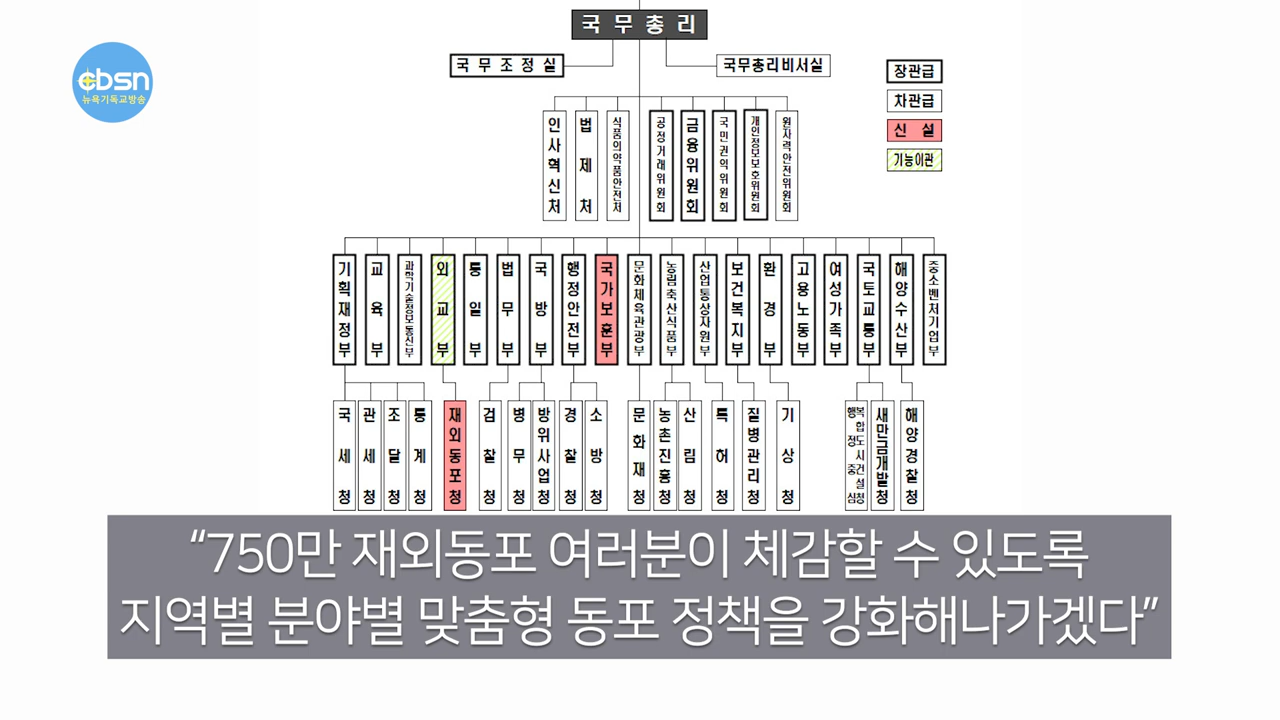 국무총리
국무조정실
국무총리비서실
cbsn
뉴욕기독교방송
장관급
차관급
신 설
기능이관
인사혁신처
법제처
식품의약품안전처
공정거래위원회
금융위원회
국민권익위원회
개인정보보호위원회
원자력안전위원회
기획재정부
교육부
과학기술정보통신부
외교부
통일부
법무부
국방부
행정안전부
국가보훈부
문화체육관광부
농림축산식품부
산업통상자원부
보건복지부
환경부
고용노동부
여성가족부
국토교통부
해양수산부
중소벤처기업부
국세청
관세청
조달청
통계청
재외동포청
검찰청
병무청
방위사업청
경찰청
소방청
문화재청
농촌진흥청
산림청
특허청
질병관리청
기상청
행정중심
복합도시건설청
새만금개발청
해양경찰청
“750만 재외동포 여러분이 체감할 수 있도록
지역별 분야별 맞춤형 동포 정책을 강화해나가겠다”